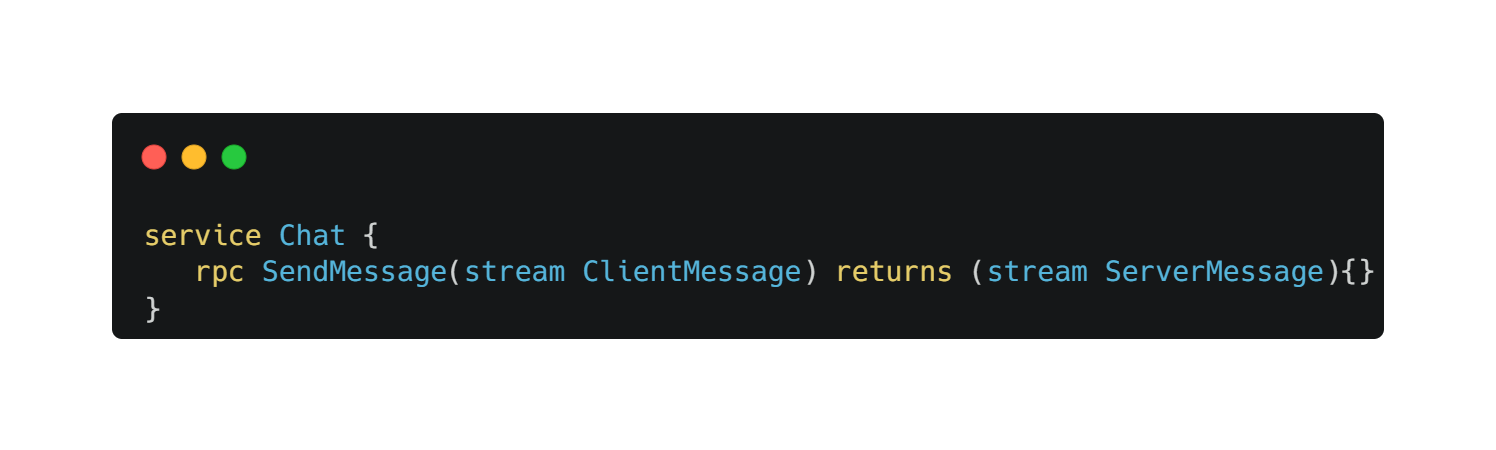 service Chat {
   rpc SendMessage(stream ClientMessage) returns (stream ServerMessage){}
}